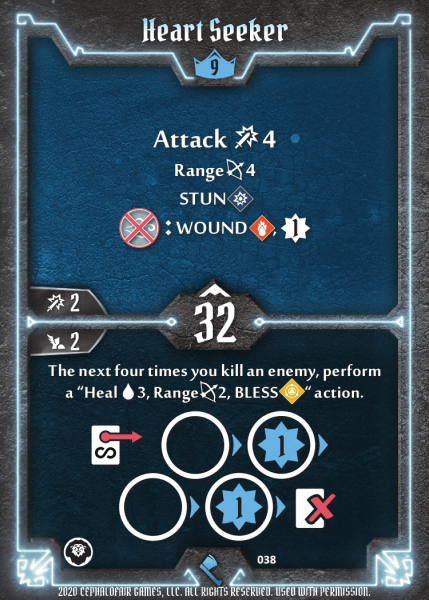 Heart Seeker
9
Attack 4
Range 4
STUN
: WOUND , 1
2
32
2
The next four times you kill an enemy, perform
a “Heal 3, Range 2, BLESS “ action.
∞ 1
1
038
2020 CEPHALOFAIR GAMES, LLC. ALL RIGHTS RESERVED. USED WITH PERMISSION.